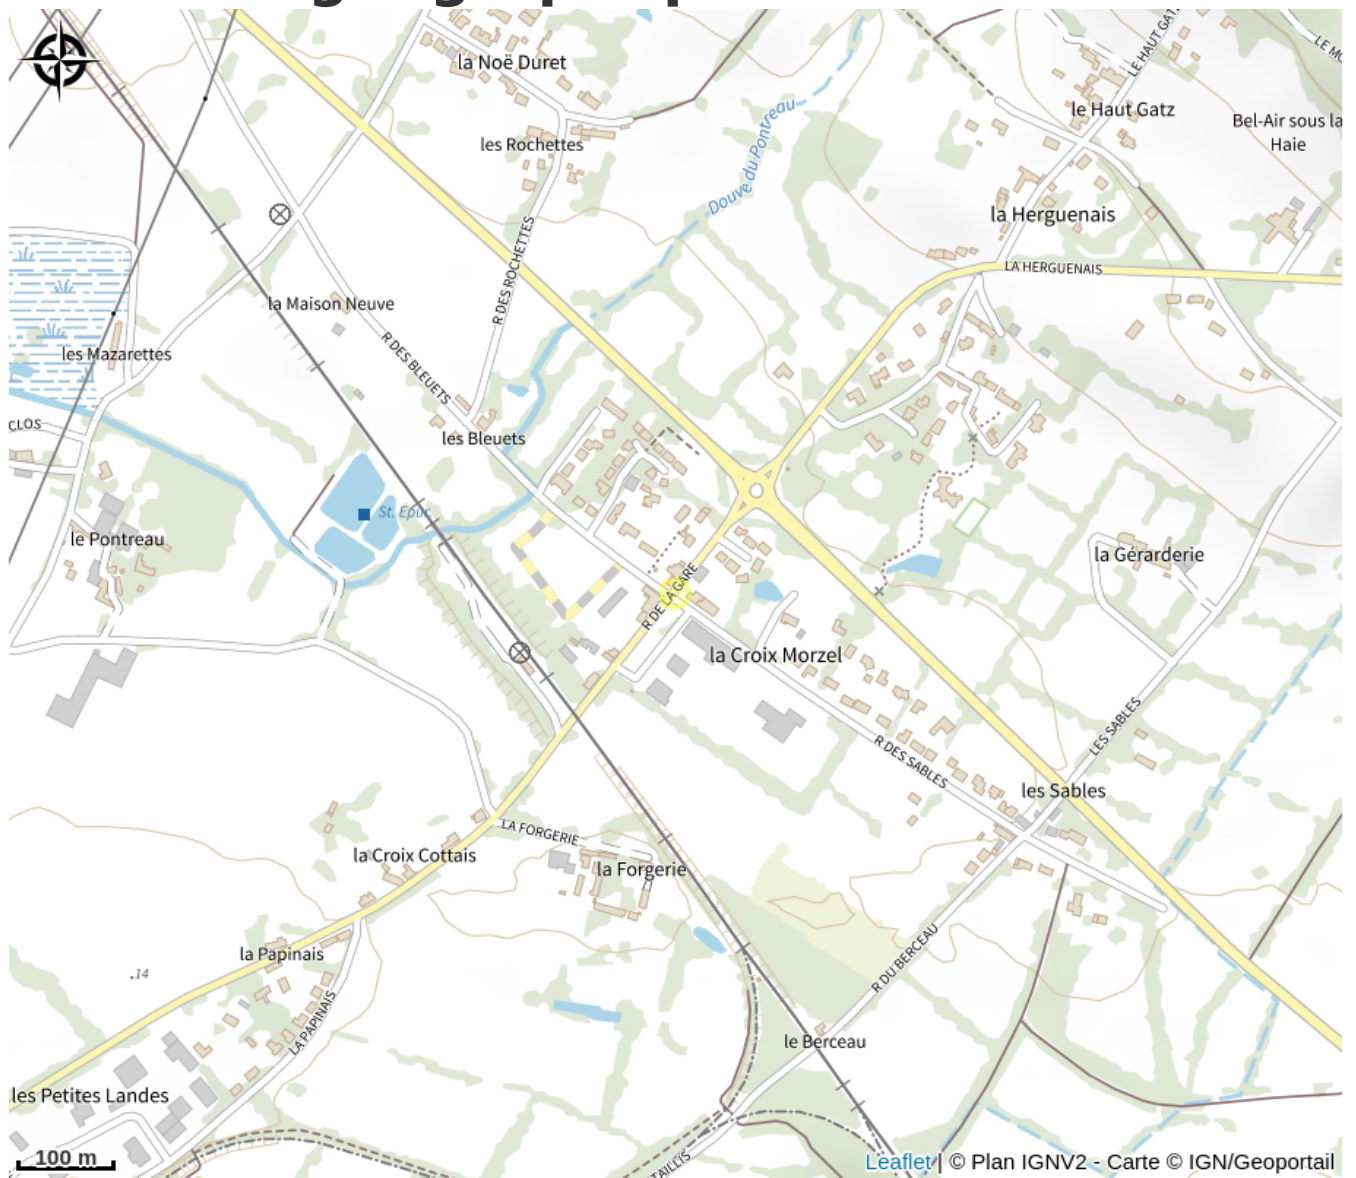 la Noë Duret
LE HAUT GATZ
le Haut Gatz
Bel-Air sous la
Haie
les Rochettes
Douve du Pontreau
la Herguenais
R DES ROCHETTES
LA HERGUENAIS
la Maison Neuve
les Mazarettes
R DES BLEUETS
CLOS
les Bleuets
St. Epur.
le Pontreau
la Gérarderie
R DE LA GARE
la Croix Morzel
LES SABLES
R DES SABLES
les Sables
LA FORGERIE
la Croix Cottais
la Forgerie
la Papinais
R DU BERCEAU
.14
LA PAPINAIS
le Berceau
les Petites Landes
100 m
TAILLIS
Leaflet | © Plan IGNV2 - Carte © IGN/Geoportail